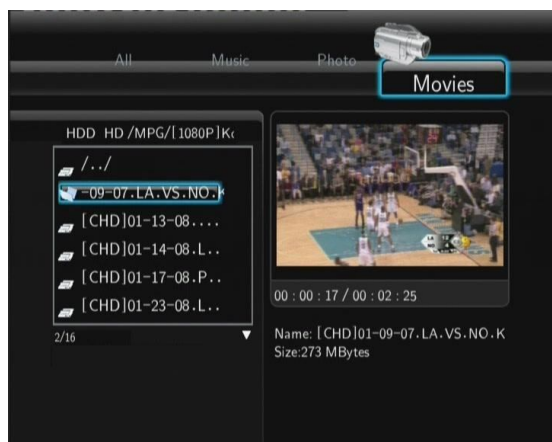 All Music Photo Movies
HDD HD/MPG/[1080P]K
/../
-09-07.LA.VS.NO.K
[CHD]01-13-08....
[CHD]01-14-08.L..
[CHD]01-17-08.P..
[CHD]01-23-08.L..
2/16
00 : 00 : 17 / 00 : 02 : 25
Name: [CHD]01-09-07.LA.VS.NO.K
Size:273 MBytes